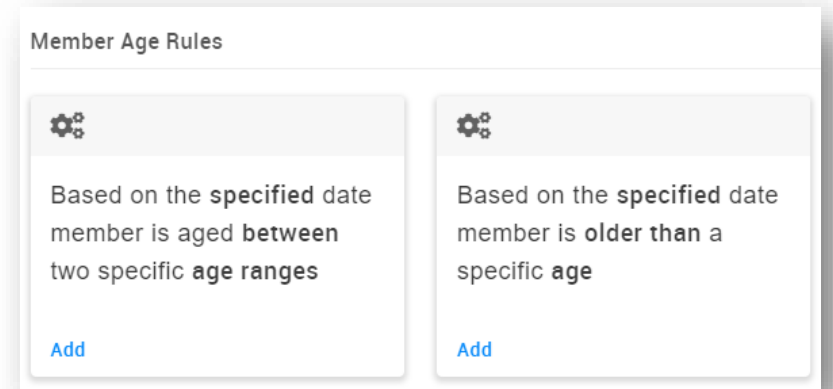 Member Age Rules
Based on the specified date
member is aged between
two specific age ranges
Add
Based on the specified date
member is older than a
specific age
Add